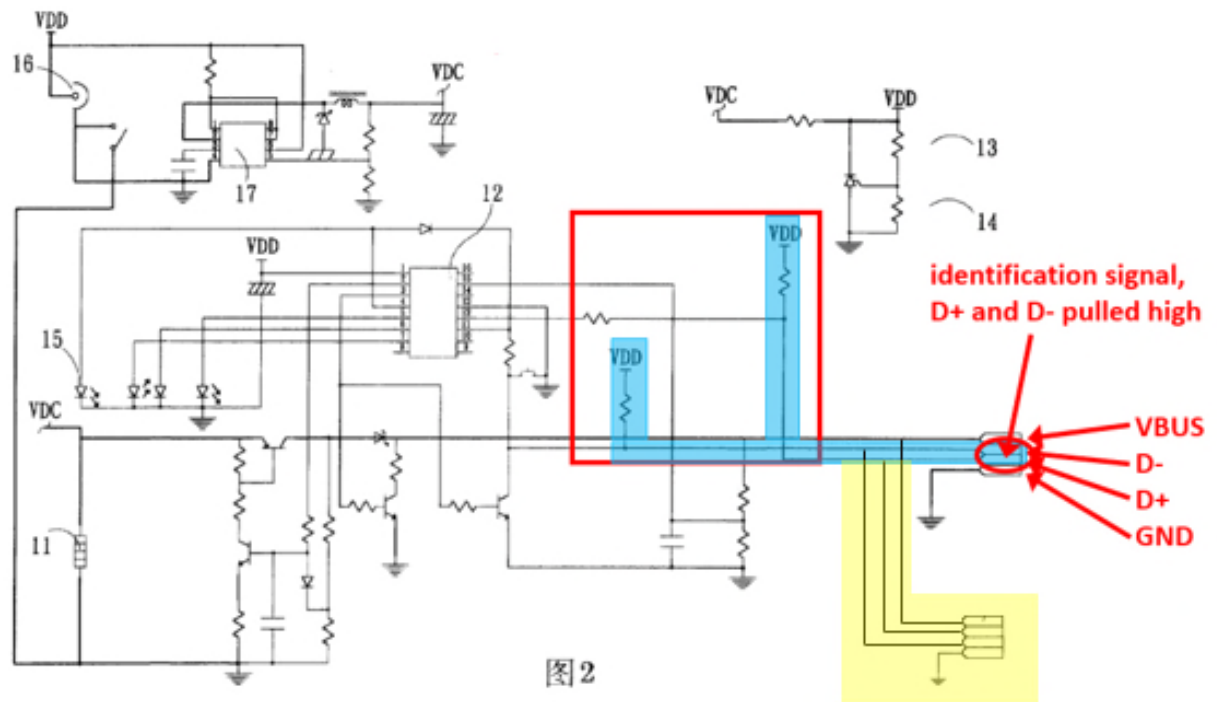 VDD
16
VDC
17
VDC
VDD
13
14
12
VDD
VDD
VDD
identification signal,
D+ and D- pulled high
15
VDC
VBUS
D-
D+
GND
11
图2